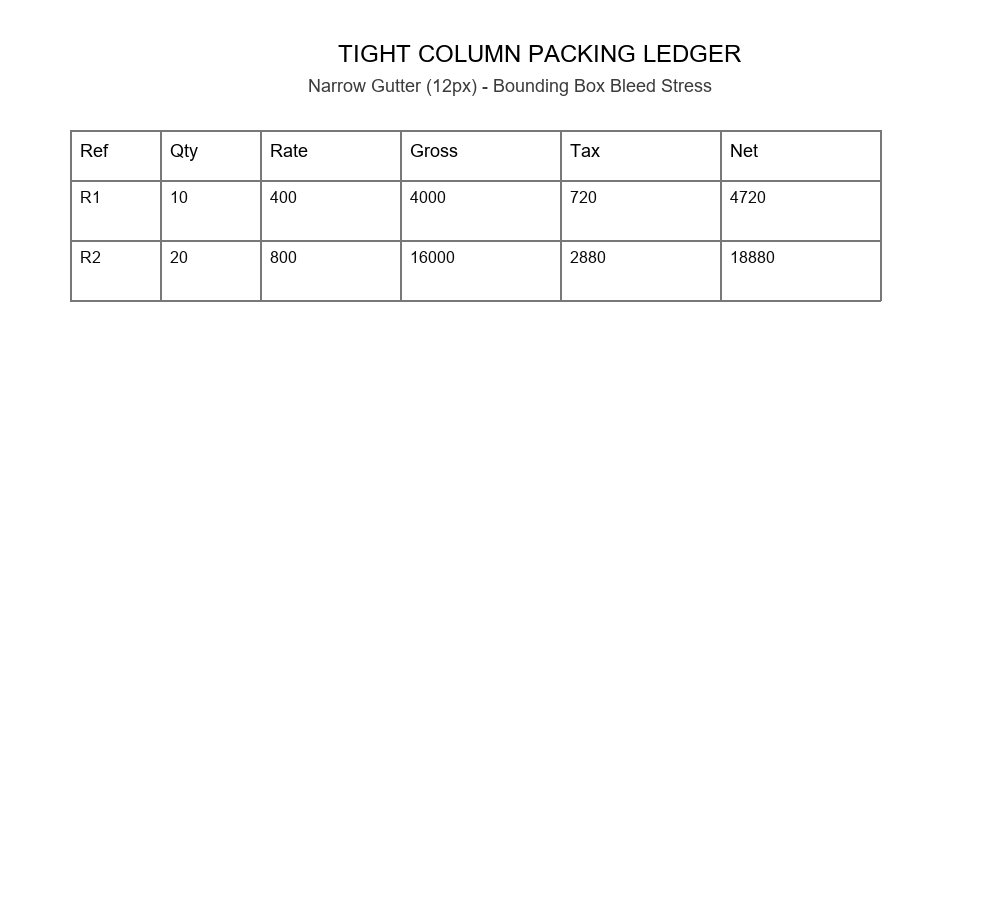 TIGHT COLUMN PACKING LEDGER
Narrow Gutter (12px) - Bounding Box Bleed Stress
Ref Qty Rate Gross Tax Net
R1 10 400 4000 720 4720
R2 20 800 16000 2880 18880